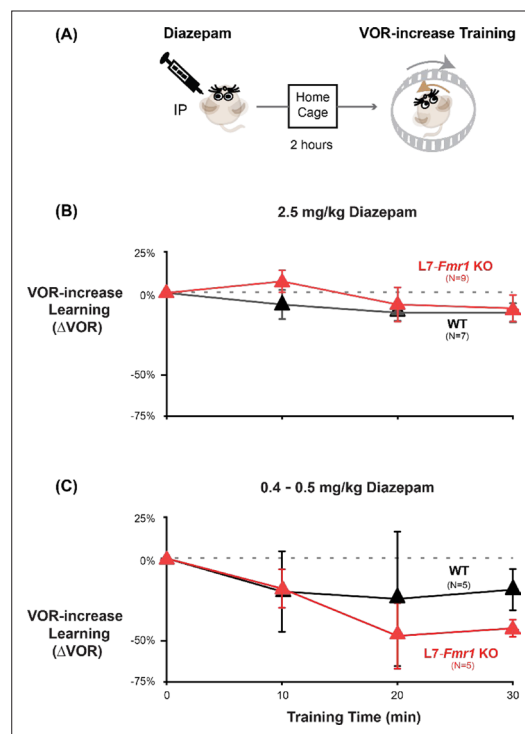 (A)
Diazepam
VOR-increase Training
IP
Home
Cage
2 hours
(B)
2.5 mg/kg Diazepam
25%
0%
-50%
-75%
VOR-increase
Learning
(ΔVOR)
L7-Fmr1 KO
(N=9)
WT
(N=7)
(C)
0.4 - 0.5 mg/kg Diazepam
25%
0%
-50%
-75%
VOR-increase
Learning
(ΔVOR)
WT
(N=5)
L7-Fmr1 KO
(N=5)
0 10 20 30
Training Time (min)